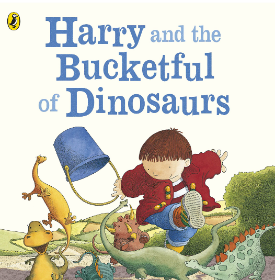 Harry and the
Bucketful
of Dinosaurs